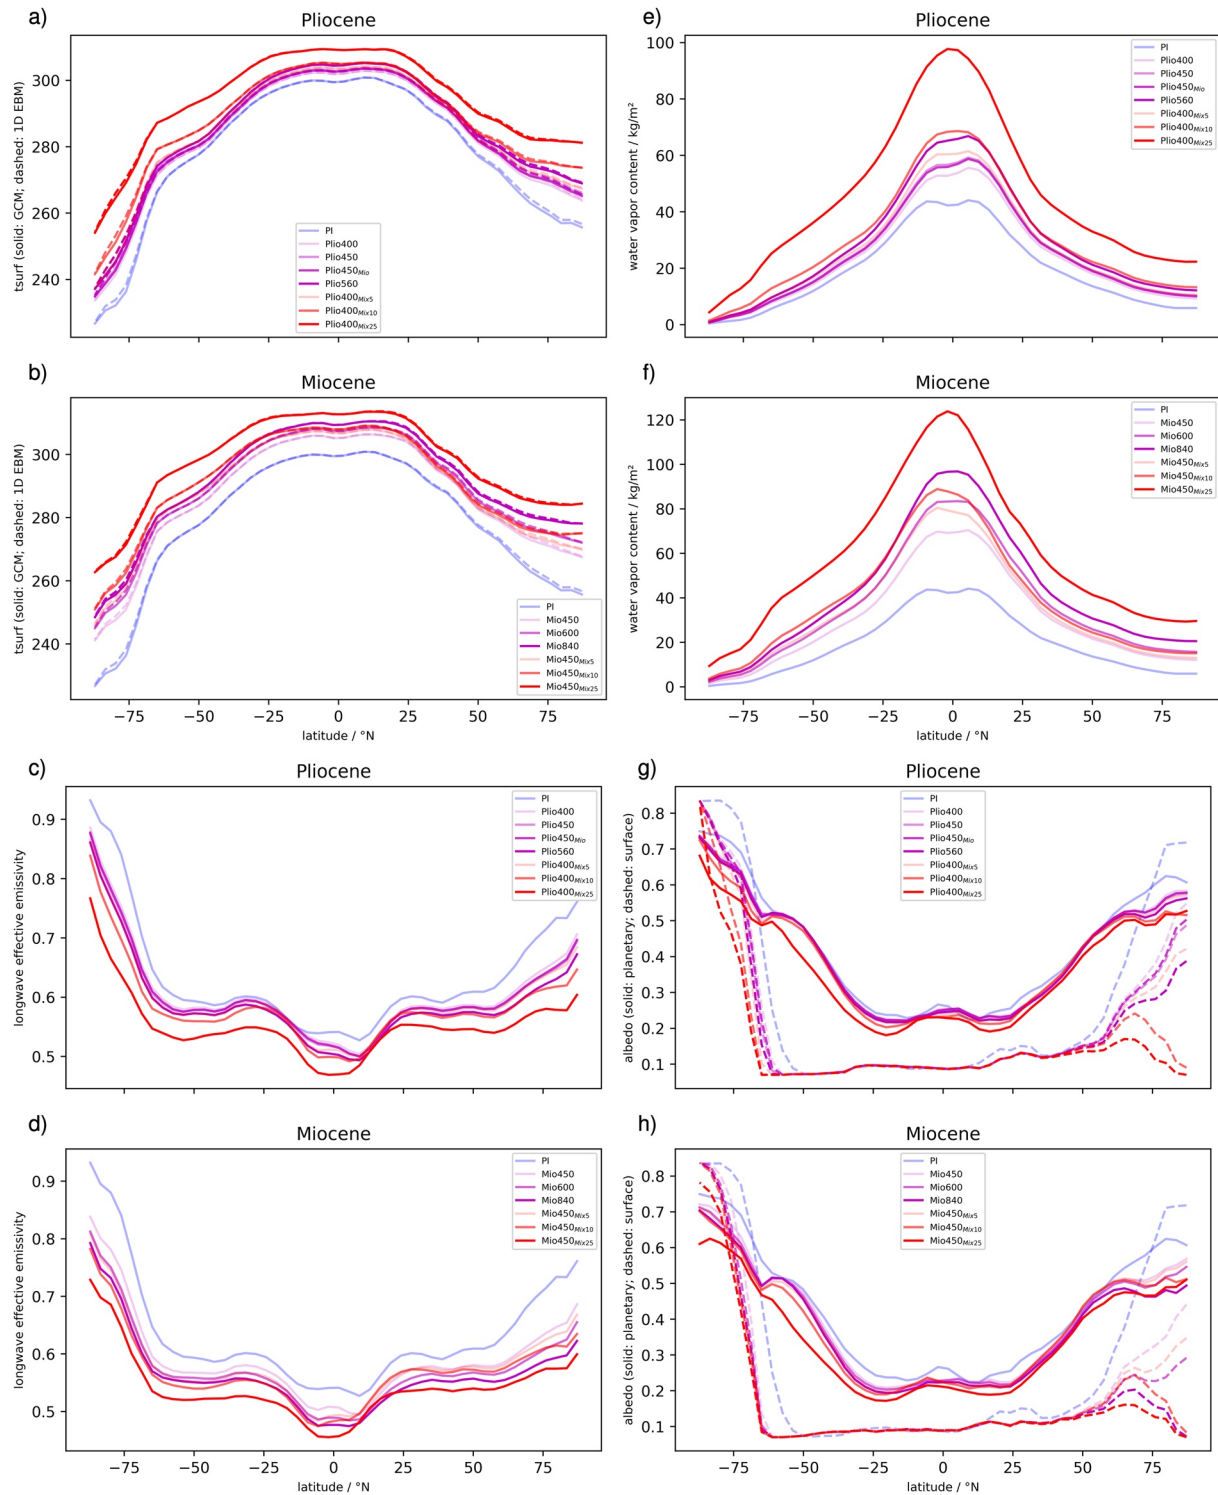 a)
Pliocene
tsurf (solid: GCM; dashed: 1D EBM)
300
280
260
240
PI
Plio400
Plio450
Plio450Mio
Plio560
Plio400Mix5
Plio400Mix10
Plio400Mix25
e)
Pliocene
water vapor content / kg/m²
100
80
60
40
20
0
PI
Plio400
Plio450
Plio450Mio
Plio560
Plio400Mix5
Plio400Mix10
Plio400Mix25
b)
Miocene
tsurf (solid: GCM; dashed: 1D EBM)
300
280
260
240
PI
Mio450
Mio600
Mio840
Mio450Mix5
Mio450Mix10
Mio450Mix25
−75 −50 −25 0 25 50 75
latitude / °N
f)
Miocene
water vapor content / kg/m²
120
100
80
60
40
20
0
PI
Mio450
Mio600
Mio840
Mio450Mix5
Mio450Mix10
Mio450Mix25
−75 −50 −25 0 25 50 75
latitude / °N
c)
Pliocene
longwave effective emissivity
0.9
0.8
0.7
0.6
0.5
PI
Plio400
Plio450
Plio450Mio
Plio560
Plio400Mix5
Plio400Mix10
Plio400Mix25
g)
Pliocene
albedo (solid: planetary; dashed: surface)
0.8
0.7
0.6
0.5
0.4
0.3
0.2
0.1
PI
Plio400
Plio450
Plio450Mio
Plio560
Plio400Mix5
Plio400Mix10
Plio400Mix25
d)
Miocene
longwave effective emissivity
0.9
0.8
0.7
0.6
0.5
PI
Mio450
Mio600
Mio840
Mio450Mix5
Mio450Mix10
Mio450Mix25
−75 −50 −25 0 25 50 75
latitude / °N
h)
Miocene
albedo (solid: planetary; dashed: surface)
0.8
0.7
0.6
0.5
0.4
0.3
0.2
0.1
PI
Mio450
Mio600
Mio840
Mio450Mix5
Mio450Mix10
Mio450Mix25
−75 −50 −25 0 25 50 75
latitude / °N